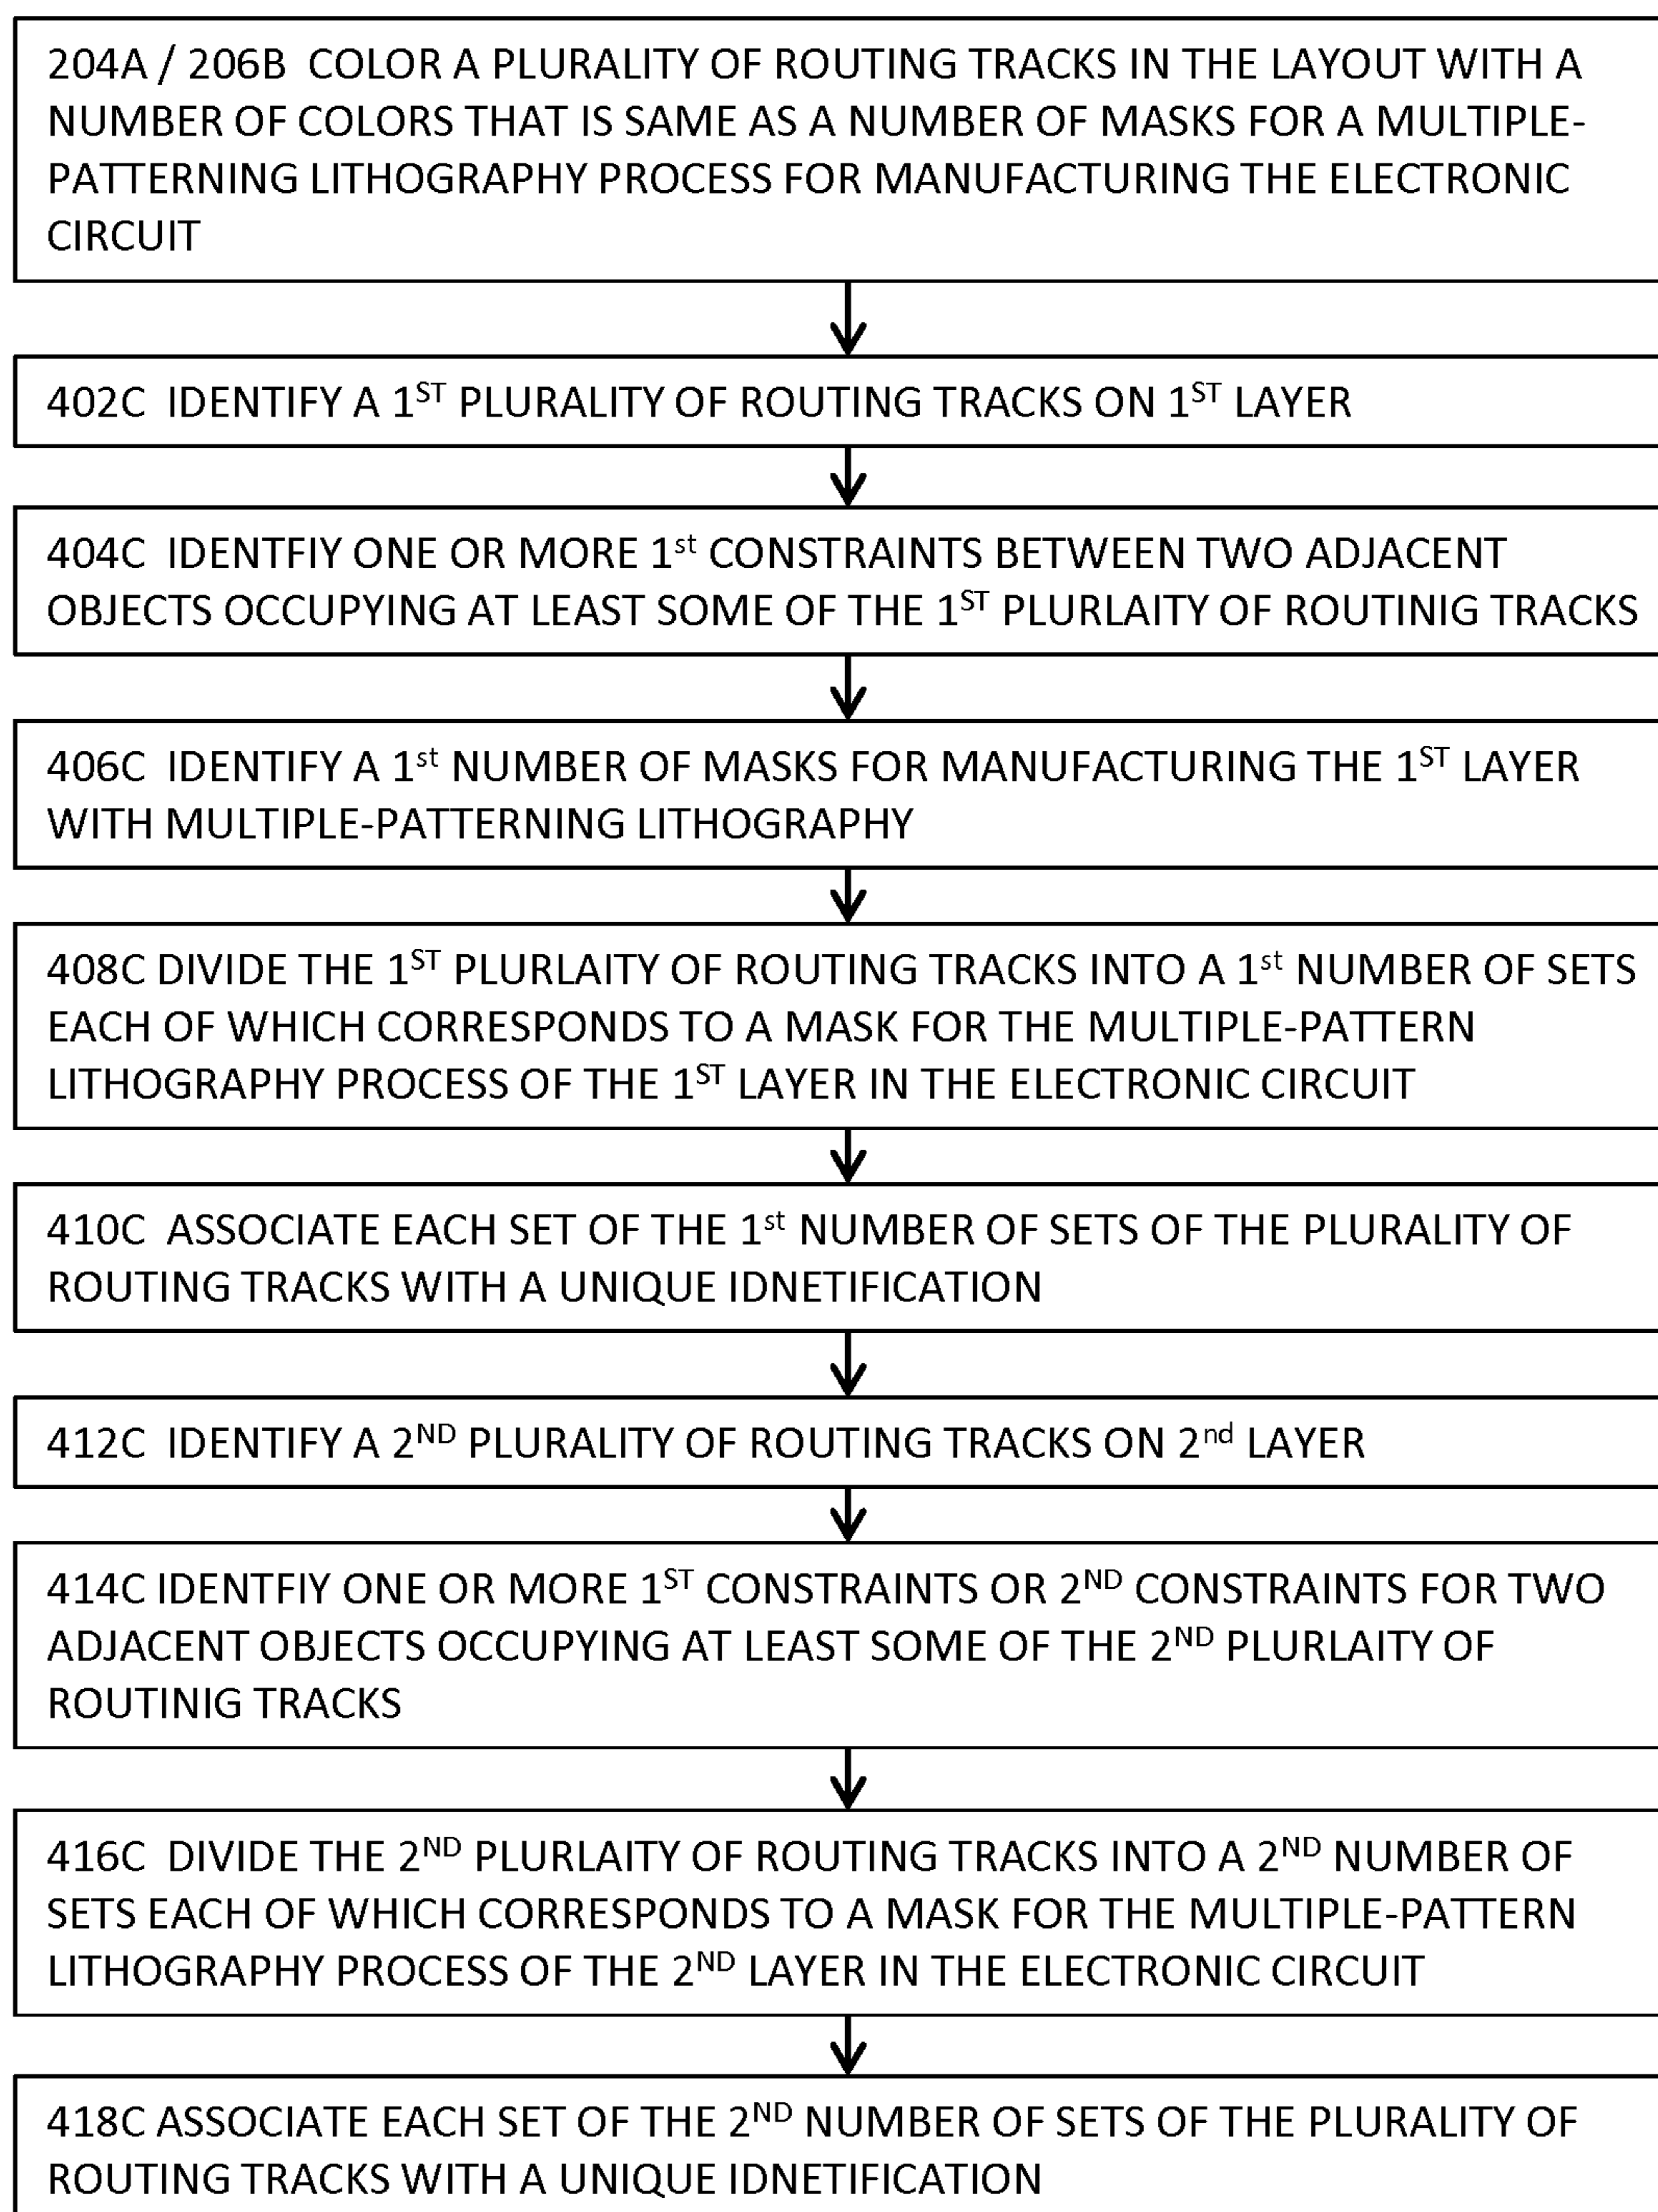 204A / 206B COLOR A PLURALITY OF ROUTING TRACKS IN THE LAYOUT WITH A
NUMBER OF COLORS THAT IS SAME AS A NUMBER OF MASKS FOR A MULTIPLE-
PATTERNING LITHOGRAPHY PROCESS FOR MANUFACTURING THE ELECTRONIC
CIRCUIT
402C IDENTIFY A 1ST PLURALITY OF ROUTING TRACKS ON 1ST LAYER
404C IDENTFIY ONE OR MORE 1st CONSTRAINTS BETWEEN TWO ADJACENT
OBJECTS OCCUPYING AT LEAST SOME OF THE 1ST PLURLAITY OF ROUTINIG TRACKS
406C IDENTIFY A 1st NUMBER OF MASKS FOR MANUFACTURING THE 1ST LAYER
WITH MULTIPLE-PATTERNING LITHOGRAPHY
408C DIVIDE THE 1ST PLURLAITY OF ROUTING TRACKS INTO A 1st NUMBER OF SETS
EACH OF WHICH CORRESPONDS TO A MASK FOR THE MULTIPLE-PATTERN
LITHOGRAPHY PROCESS OF THE 1ST LAYER IN THE ELECTRONIC CIRCUIT
410C ASSOCIATE EACH SET OF THE 1st NUMBER OF SETS OF THE PLURALITY OF
ROUTING TRACKS WITH A UNIQUE IDNETIFICATION
412C IDENTIFY A 2ND PLURALITY OF ROUTING TRACKS ON 2nd LAYER
414C IDENTFIY ONE OR MORE 1ST CONSTRAINTS OR 2ND CONSTRAINTS FOR TWO
ADJACENT OBJECTS OCCUPYING AT LEAST SOME OF THE 2ND PLURLAITY OF
ROUTINIG TRACKS
416C DIVIDE THE 2ND PLURLAITY OF ROUTING TRACKS INTO A 2ND NUMBER OF
SETS EACH OF WHICH CORRESPONDS TO A MASK FOR THE MULTIPLE-PATTERN
LITHOGRAPHY PROCESS OF THE 2ND LAYER IN THE ELECTRONIC CIRCUIT
418C ASSOCIATE EACH SET OF THE 2ND NUMBER OF SETS OF THE PLURALITY OF
ROUTING TRACKS WITH A UNIQUE IDNETIFICATION